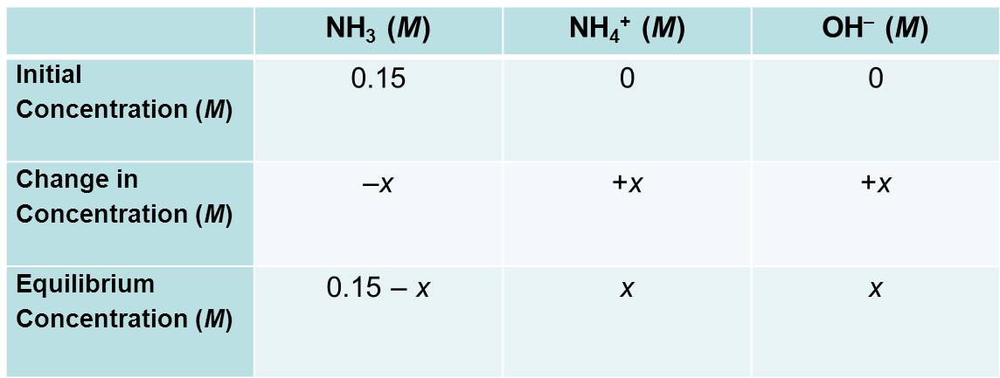 NH₃ (M) NH₄⁺ (M) OH⁻ (M)
Initial
Concentration (M) 0.15 0 0
Change in
Concentration (M) –x +x +x
Equilibrium
Concentration (M) 0.15 – x x x